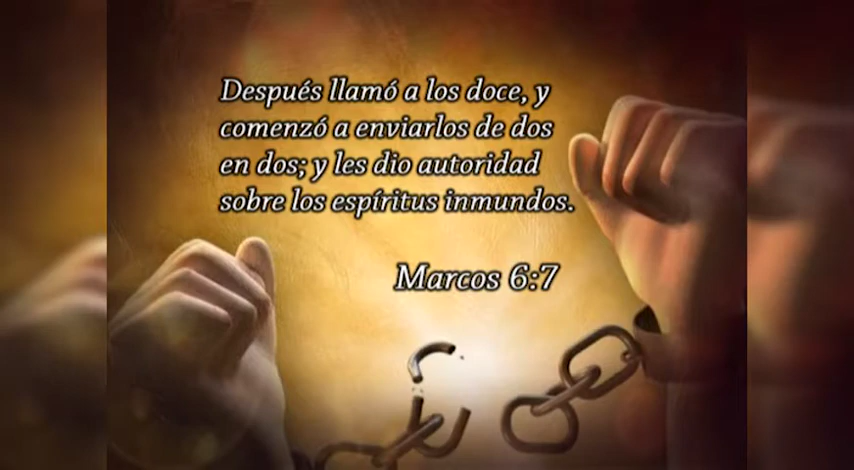 Después llamó a los doce, y
comenzó a enviarlos de dos
en dos; y les dio autoridad
sobre los espíritus inmundos.
Marcos 6:7